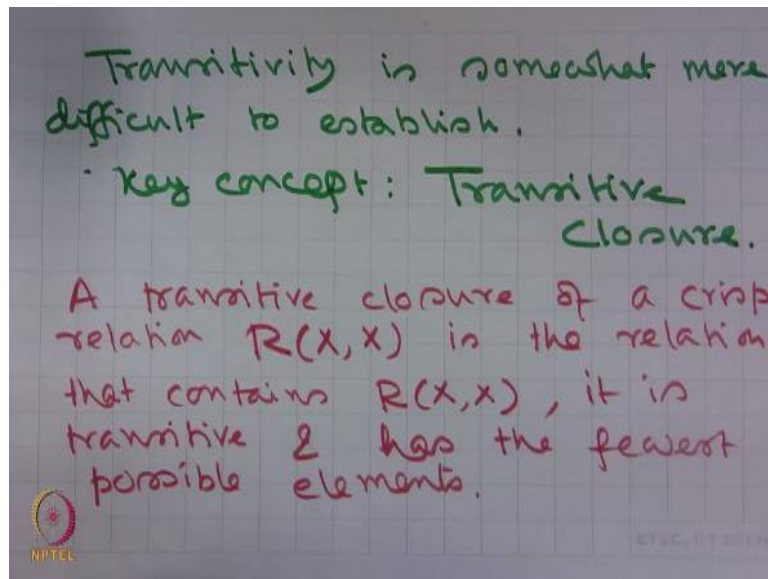 Transitivity is somewhat more
difficult to establish.
· Key concept: Transitive
Closure.
A transitive closure of a crisp
relation R(X,X) is the relation
that contains R(X,X), it is
transitive & has the fewest
possible elements.
NPTEL